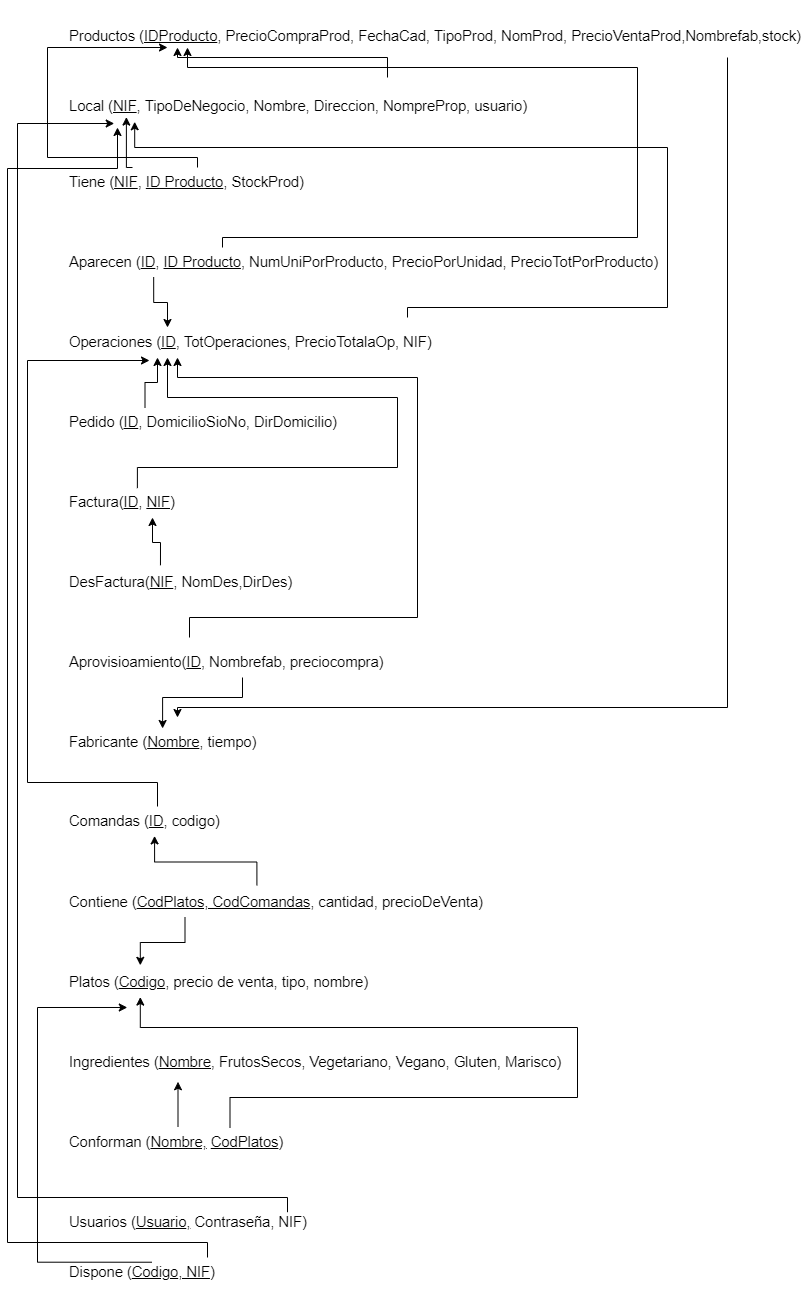 Productos (IDProducto, PrecioCompraProd, FechaCad, TipoProd, NomProd, PrecioVentaProd,Nombrefab,stock)
Local (NIF, TipoDeNegocio, Nombre, Direccion, NompreProp, usuario)
Tiene (NIF, ID Producto, StockProd)
Aparecen (ID, ID Producto, NumUniPorProducto, PrecioPorUnidad, PrecioTotPorProducto)
Operaciones (ID, TotOperaciones, PrecioTotalaOp, NIF)
Pedido (ID, DomicilioSioNo, DirDomicilio)
Factura(ID, NIF)
DesFactura(NIF, NomDes,DirDes)
Aprovisioamiento(ID, Nombrefab, preciocompra)
Fabricante (Nombre, tiempo)
Comandas (ID, codigo)
Contiene (CodPlatos, CodComandas, cantidad, precioDeVenta)
Platos (Codigo, precio de venta, tipo, nombre)
Ingredientes (Nombre, FrutosSecos, Vegetariano, Vegano, Gluten, Marisco)
Conforman (Nombre, CodPlatos)
Usuarios (Usuario, Contraseña, NIF)
Dispone (Codigo, NIF)